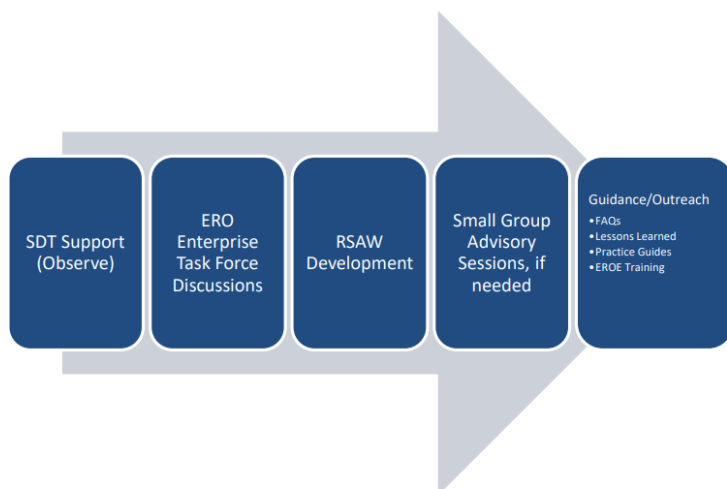 SDT Support
(Observe)
ERO
Enterprise
Task Force
Discussions
RSAW
Development
Small Group
Advisory
Sessions, if
needed
Guidance/Outreach
•FAQs
•Lessons Learned
•Practice Guides
•EROE Training